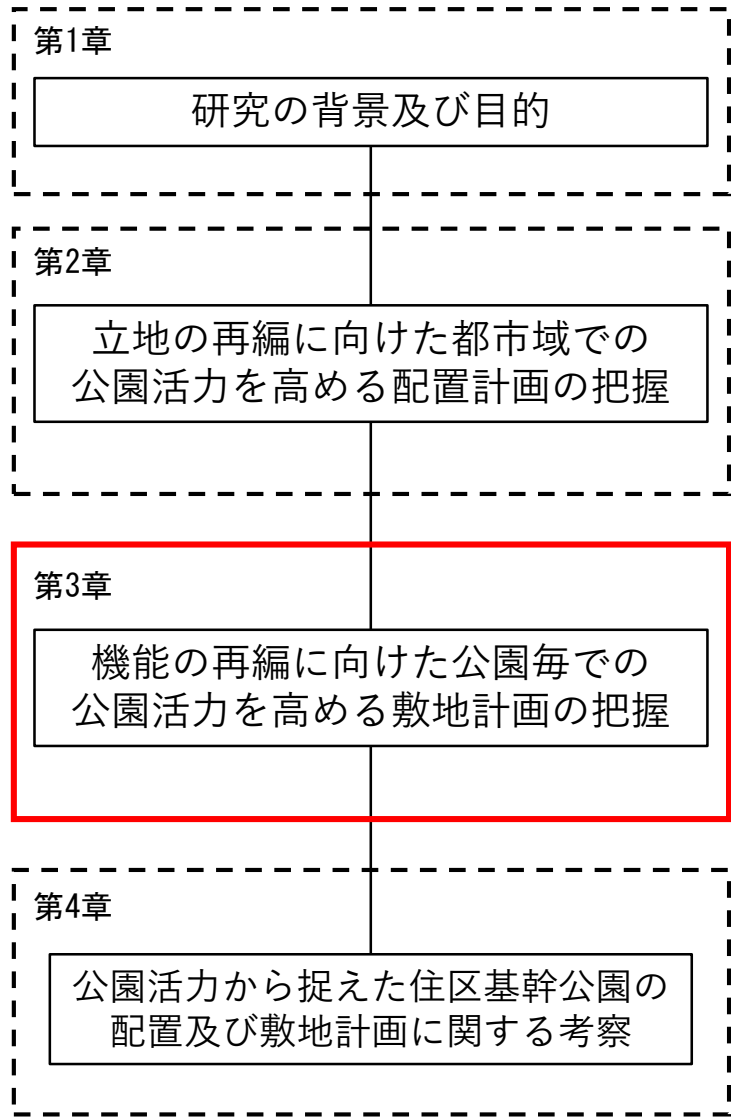 第1章
研究の背景及び目的
第2章
立地の再編に向けた都市域での
公園活力を高める配置計画の把握
第3章
機能の再編に向けた公園毎での
公園活力を高める敷地計画の把握
第4章
公園活力から捉えた住区基幹公園の
配置及び敷地計画に関する考察